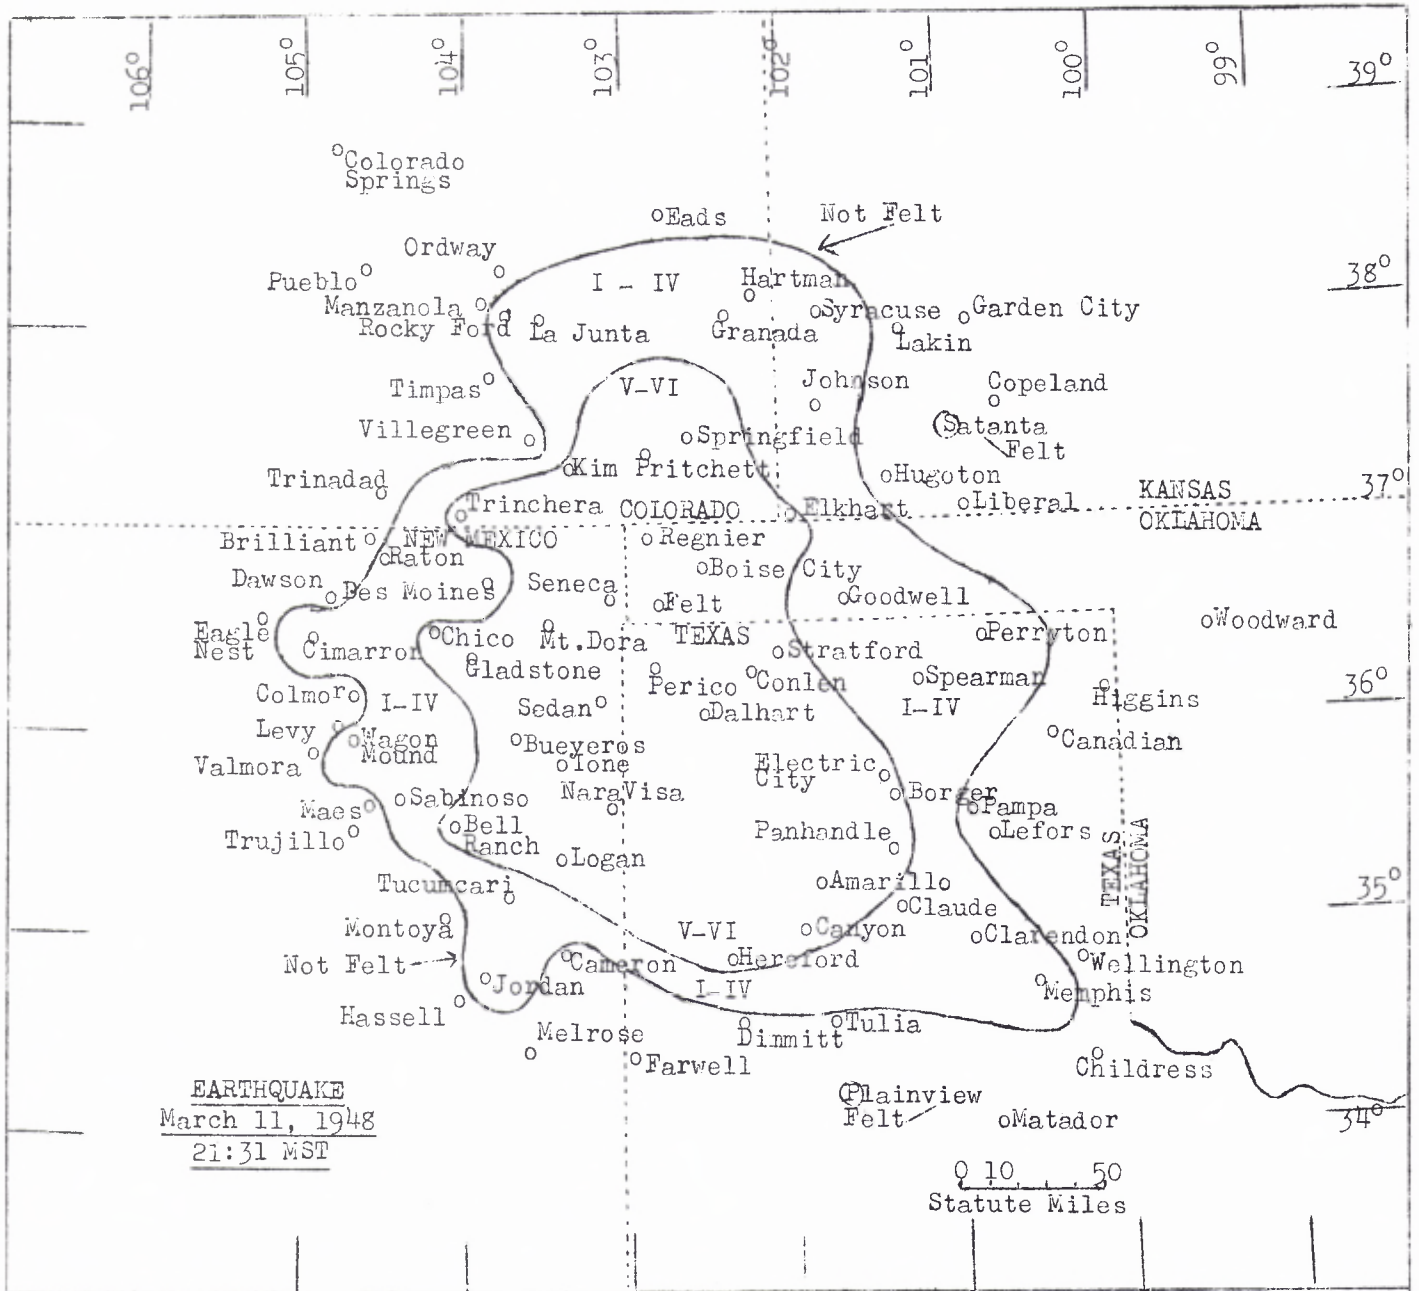 106° 105° 104° 103° 102° 101° 100° 99°
39°
Colorado
Springs
Eads
Not Felt
Ordway
38°
Pueblo
I - IV
Hartman
Manzanola
Syracuse
Garden City
Rocky Ford
La Junta
Granada
Lakin
Timpas
V-VI
Johnson
Copeland
Villegreen
Springfield
Satanta
Felt
Trinadad
Kim
Pritchett
Hugoton
KANSAS
37°
Trinchera
COLORADO
Elkhart
Liberal
OKLAHOMA
Brilliant
NEW MEXICO
Regnier
Raton
Boise City
Dawson
Des Moines
Seneca
Felt
Goodwell
Woodward
Eagle
Nest
Cimarron
Chico
Mt.Dora
TEXAS
Stratford
Perryton
Gladstone
Perico
Conlen
Spearman
36°
Colmor
I-IV
Sedan
Dalhart
I-IV
Higgins
Levy
Wagon
Mound
Bueyeros
Canadian
Valmora
Ione
Electric
City
Maes
Sabinoso
Nara Visa
Borger
Pampa
Trujillo
Bell
Ranch
Panhandle
Lefors
TEXAS
OKLAHOMA
Logan
Tucumcari
Amarillo
35°
Claude
Montoya
V-VI
Canyon
Clarendon
Not Felt
Cameron
Hereford
Wellington
Jordan
I-IV
Memphis
Hassell
Melrose
Dimmitt
Tulia
Farwell
Childress
EARTHQUAKE
March 11, 1948
21:31 MST
Plainview
Felt
Matador
34°
0 10 50
Statute Miles